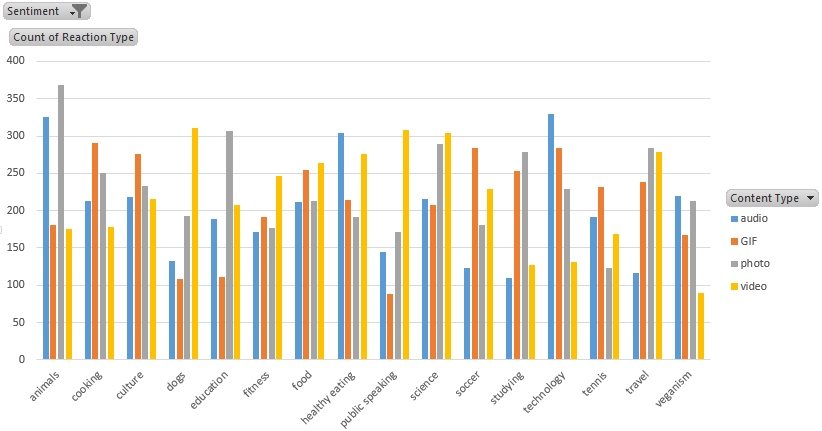 Sentiment
Count of Reaction Type
400
350
300
250
200
150
100
50
0
animals
cooking
culture
dogs
education
fitness
food
healthy eating
public speaking
science
soccer
studying
technology
tennis
travel
veganism
Content Type
audio
GIF
photo
video